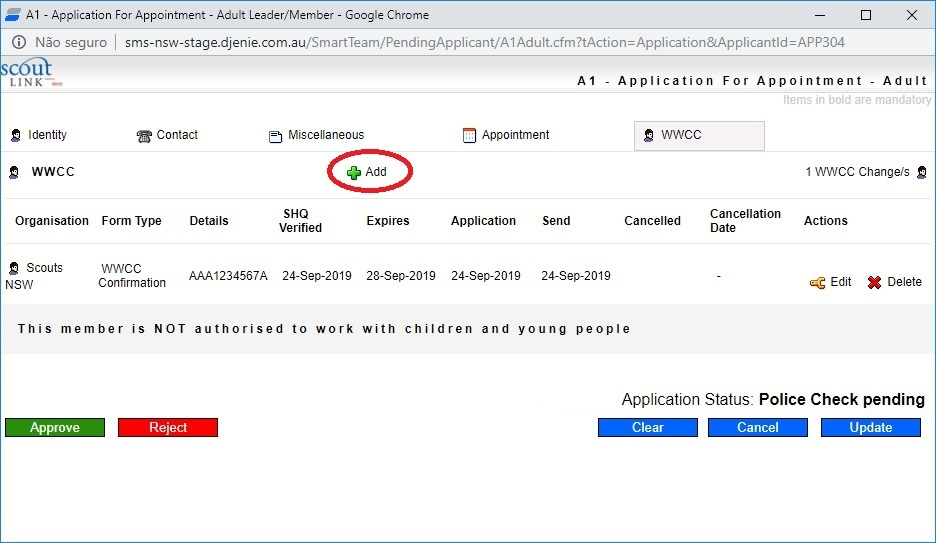 A1 - Application For Appointment - Adult Leader/Member - Google Chrome
Não seguro | sms-nsw-stage.djenie.com.au/SmartTeam/PendingApplicant/A1Adult.cfm?tAction=Application&ApplicantId=APP304
scout
LINK
A1 - Application For Appointment - Adult
Items in bold are mandatory
Identity Contact Miscellaneous Appointment WWCC
WWCC Add 1 WWCC Change/s
Organisation Form Type Details SHQ Verified Expires Application Send Cancelled Cancellation Date Actions
Scouts NSW WWCC Confirmation AAA1234567A 24-Sep-2019 28-Sep-2019 24-Sep-2019 24-Sep-2019 - Edit Delete
This member is NOT authorised to work with children and young people
Application Status: Police Check pending
Approve Reject Clear Cancel Update